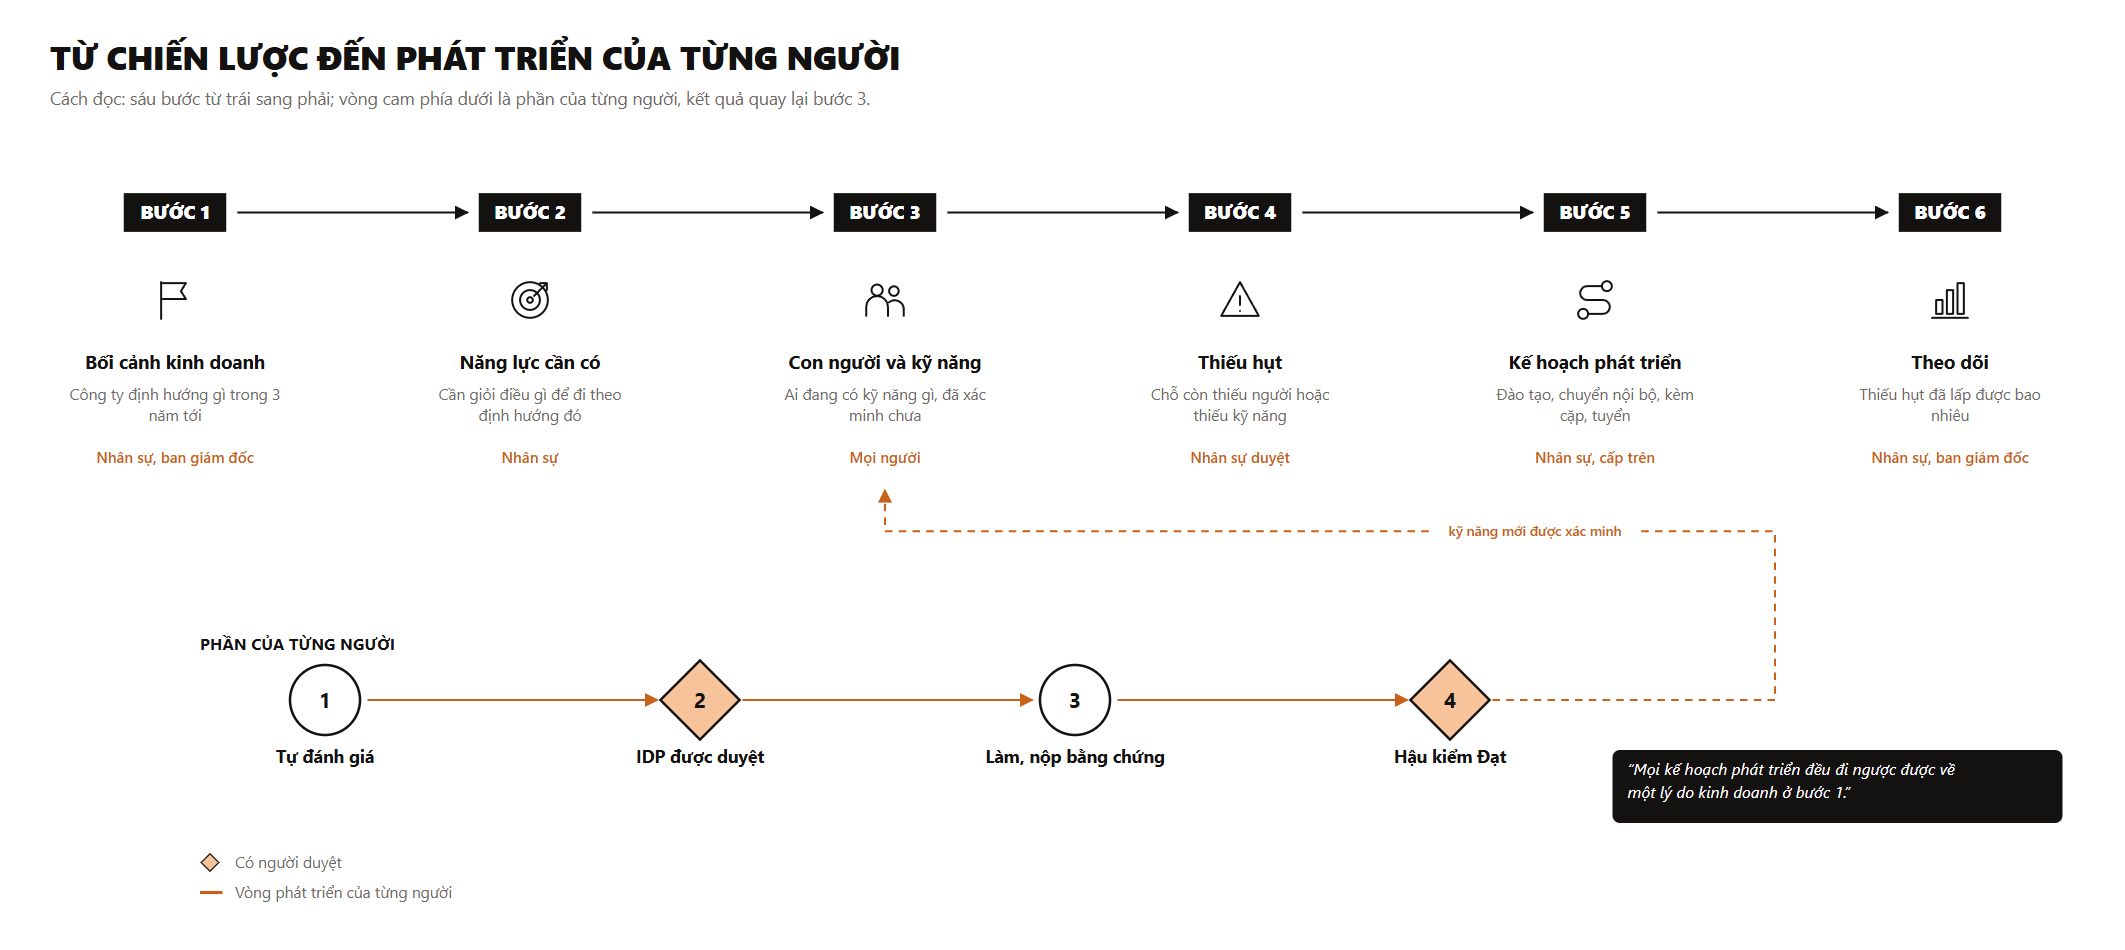 TỪ CHIẾN LƯỢC ĐẾN PHÁT TRIỂN CỦA TỪNG NGƯỜI
Cách đọc: sáu bước từ trái sang phải; vòng cam phía dưới là phần của từng người, kết quả quay lại bước 3.
BƯỚC 1
BƯỚC 2
BƯỚC 3
BƯỚC 4
BƯỚC 5
BƯỚC 6
Bối cảnh kinh doanh
Công ty định hướng gì trong 3
năm tới
Nhân sự, ban giám đốc
Năng lực cần có
Cần giỏi điều gì để đi theo
định hướng đó
Nhân sự
Con người và kỹ năng
Ai đang có kỹ năng gì, đã xác
minh chưa
Mọi người
Thiếu hụt
Chỗ còn thiếu người hoặc
thiếu kỹ năng
Nhân sự duyệt
Kế hoạch phát triển
Đào tạo, chuyển nội bộ, kèm
cặp, tuyển
Nhân sự, cấp trên
Theo dõi
Thiếu hụt đã lấp được bao
nhiêu
Nhân sự, ban giám đốc
kỹ năng mới được xác minh
PHẦN CỦA TỪNG NGƯỜI
1
Tự đánh giá
2
IDP được duyệt
3
Làm, nộp bằng chứng
4
Hậu kiểm Đạt
“Mọi kế hoạch phát triển đều đi ngược được về
một lý do kinh doanh ở bước 1.”
Có người duyệt
Vòng phát triển của từng người